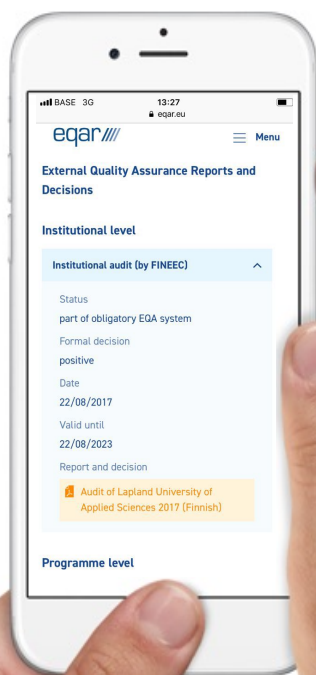 BASE 3G 13:27
eqar.eu
eqar//// Menu
External Quality Assurance Reports and
Decisions
Institutional level
Institutional audit (by FINEEC)
Status
part of obligatory EQA system
Formal decision
positive
Date
22/08/2017
Valid until
22/08/2023
Report and decision
Audit of Lapland University of
Applied Sciences 2017 (Finnish)
Programme level